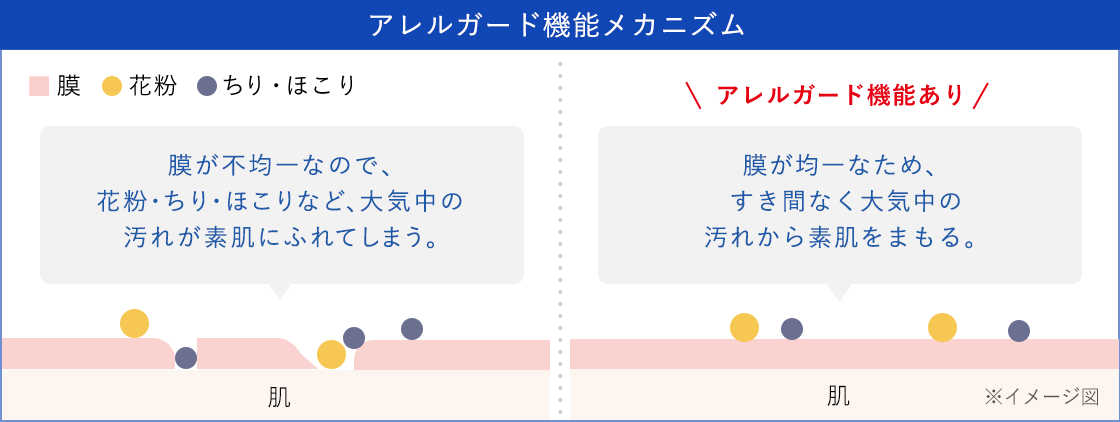 アレルガード機能メカニズム
膜 花粉 ちり・ほこり
膜が不均一なので、
花粉・ちり・ほこりなど、大気中の
汚れが素肌にふれてしまう。
肌
アレルガード機能あり
膜が均一なため、
すき間なく大気中の
汚れから素肌をまもる。
肌
※イメージ図